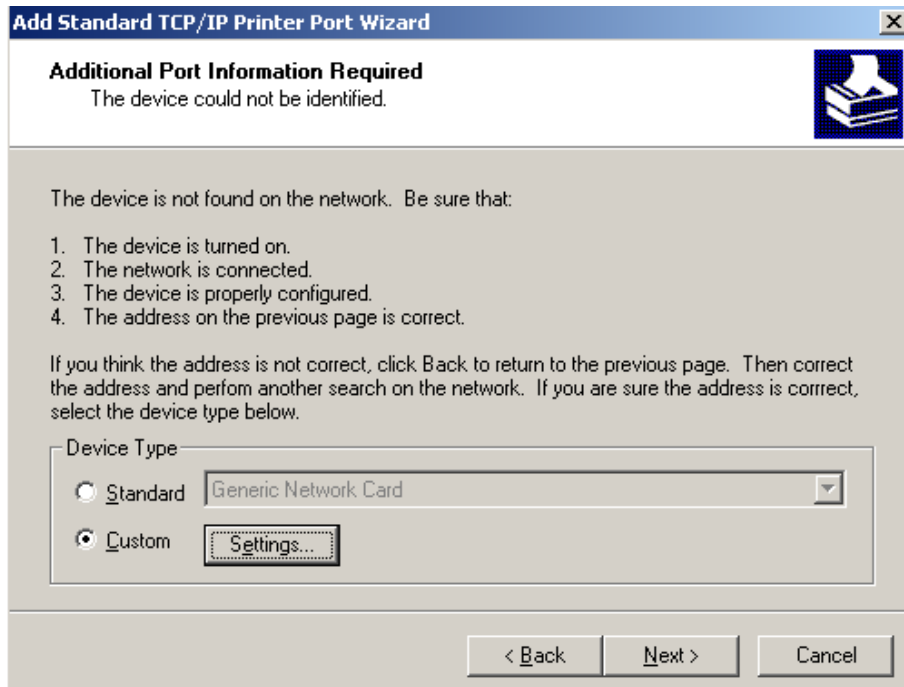 Add Standard TCP/IP Printer Port Wizard
Additional Port Information Required
The device could not be identified.
The device is not found on the network. Be sure that:
1. The device is turned on.
2. The network is connected.
3. The device is properly configured.
4. The address on the previous page is correct.
If you think the address is not correct, click Back to return to the previous page. Then correct
the address and perfom another search on the network. If you are sure the address is corrrect,
select the device type below.
Device Type
Standard Generic Network Card
Custom Settings...
< Back Next > Cancel